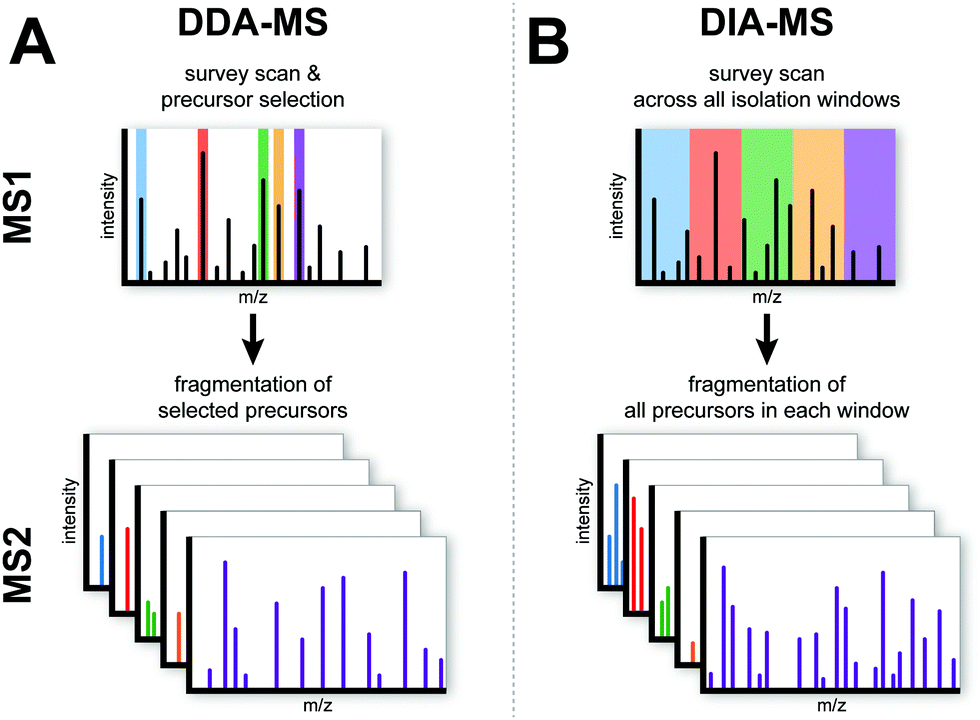 A
DDA-MS
survey scan &
precursor selection
MS1
intensity
m/z
fragmentation of
selected precursors
MS2
intensity
m/z
B
DIA-MS
survey scan
across all isolation windows
intensity
m/z
fragmentation of
all precursors in each window
intensity
m/z